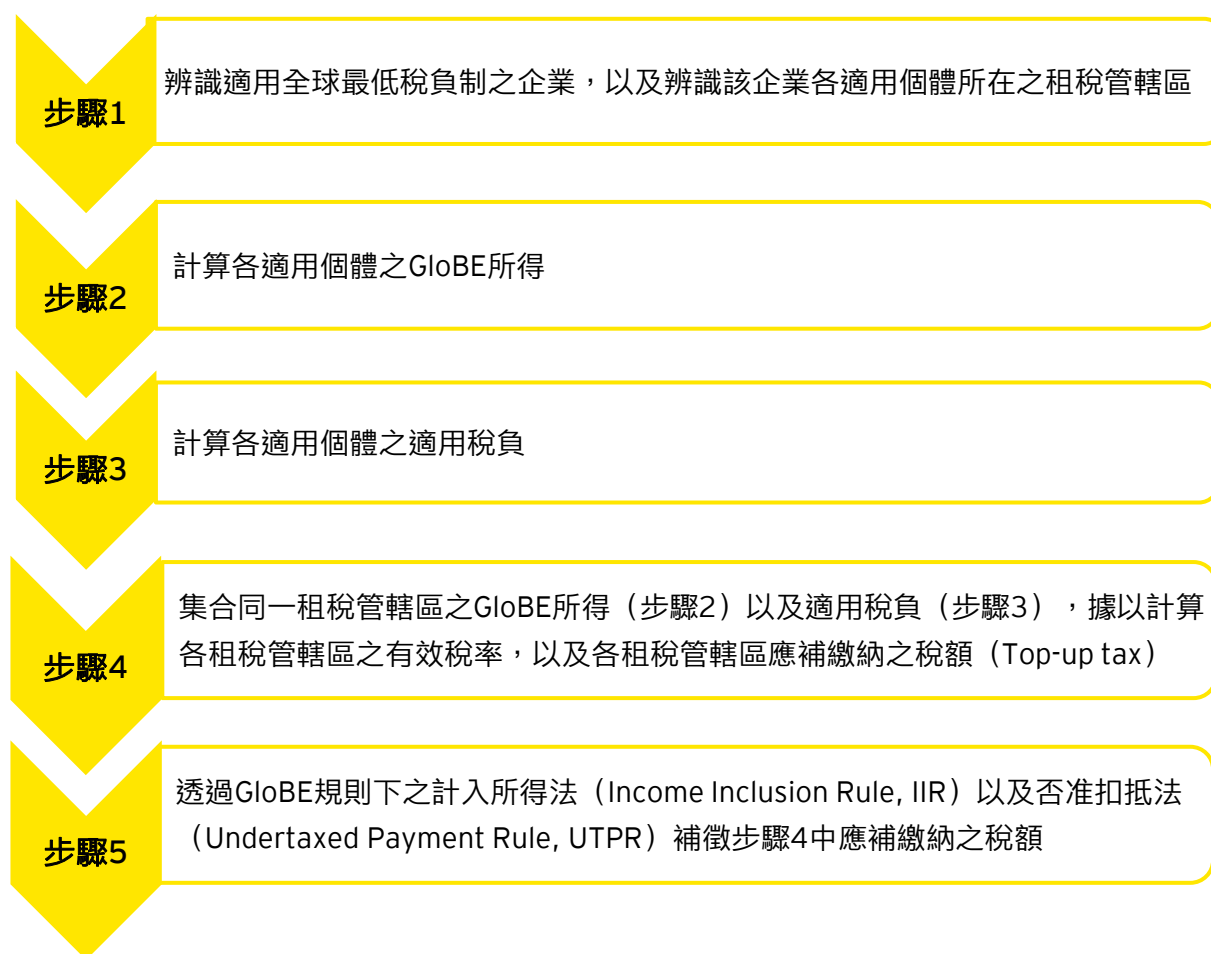 步驟1
辨識適用全球最低稅負制之企業，以及辨識該企業各適用個體所在之租稅管轄區
步驟2
計算各適用個體之GloBE所得
步驟3
計算各適用個體之適用稅負
步驟4
集合同一租稅管轄區之GloBE所得（步驟2）以及適用稅負（步驟3），據以計算
各租稅管轄區之有效稅率，以及各租稅管轄區應補繳納之稅額（Top-up tax）
步驟5
透過GloBE規則下之計入所得法（Income Inclusion Rule, IIR）以及否准扣抵法
（Undertaxed Payment Rule, UTPR）補徵步驟4中應補繳納之稅額